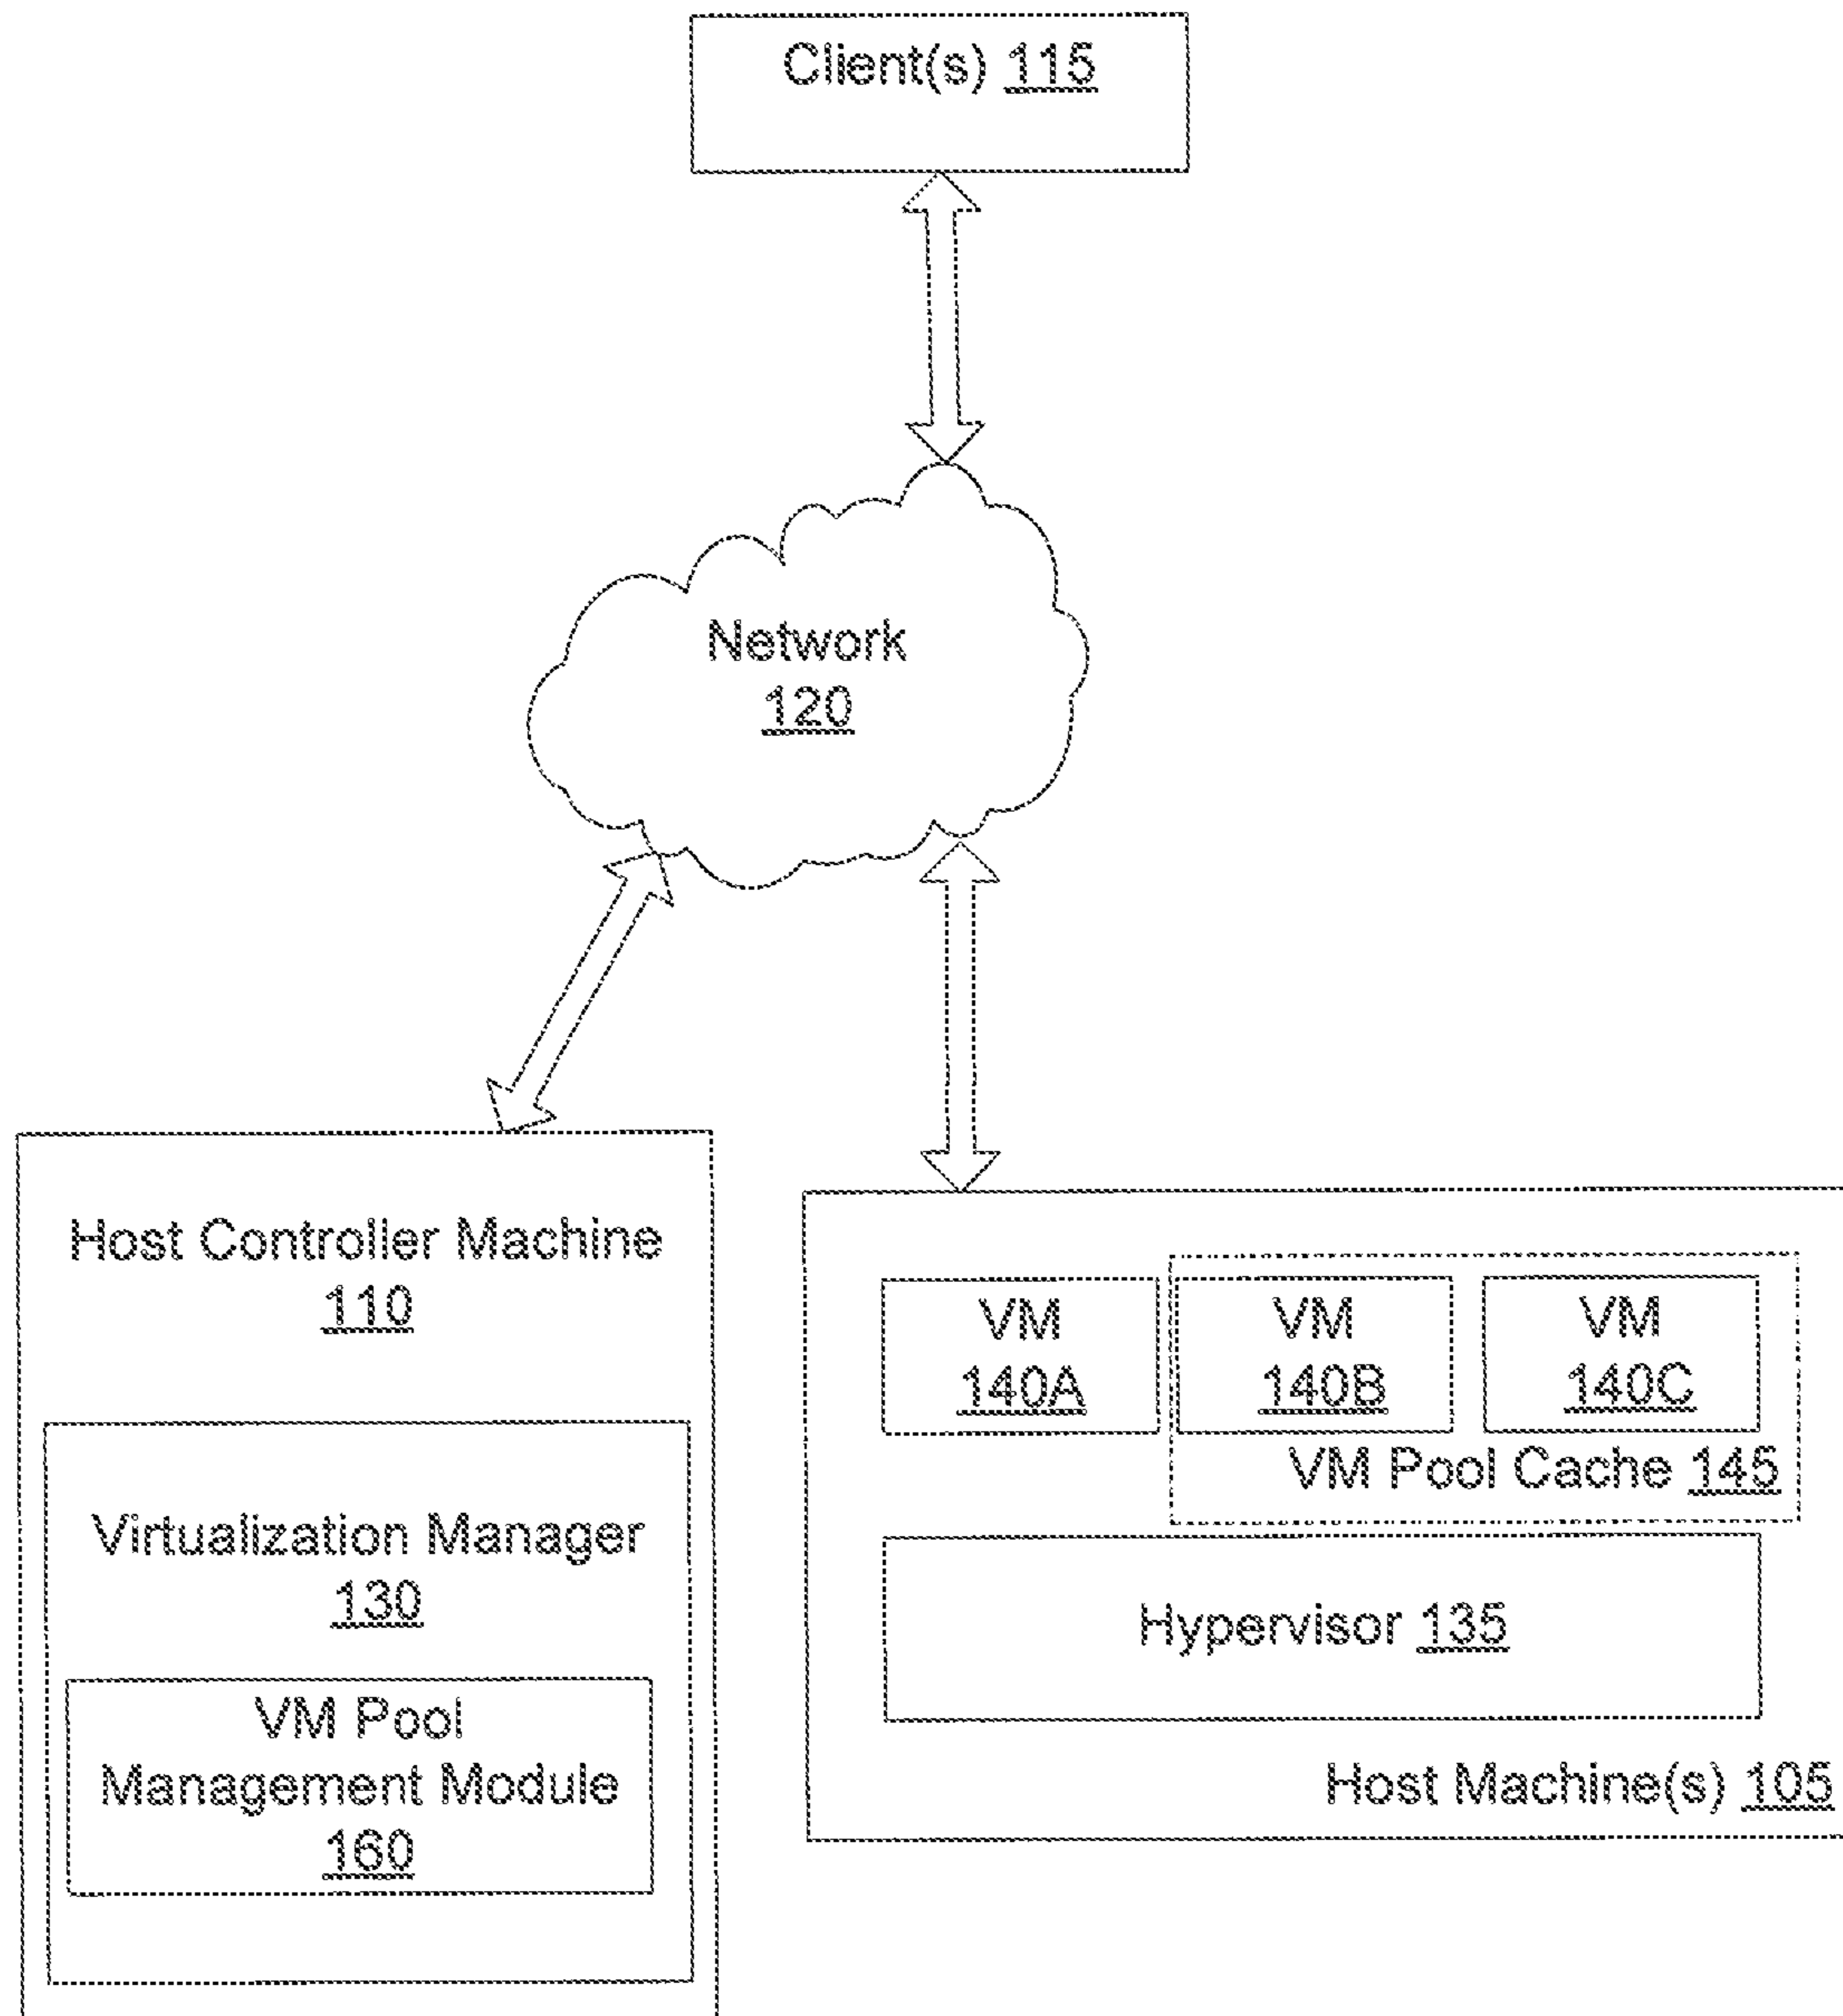 Client(s) 115
Network
120
Host Controller Machine
110
Virtualization Manager
130
VM Pool
Management Module
160
VM
140A
VM
140B
VM
140C
VM Pool Cache 145
Hypervisor 135
Host Machine(s) 105